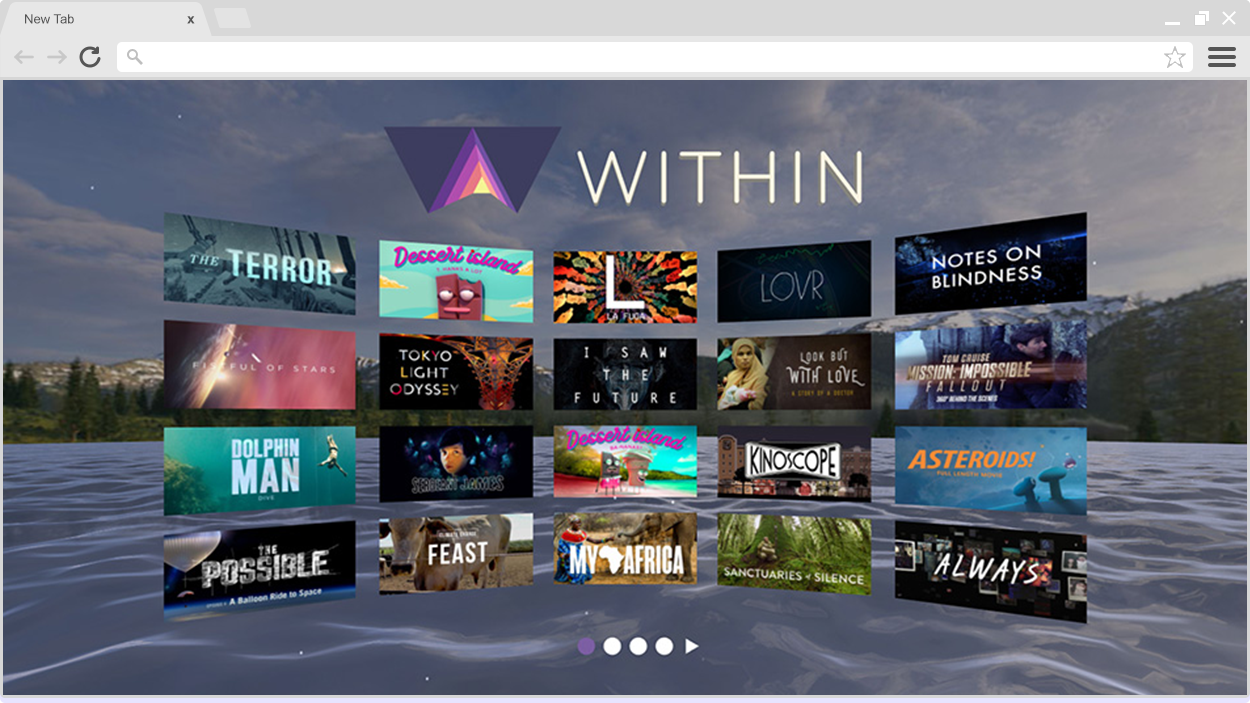 New Tab
x
WITHIN
THE TERROR
Dessert island
LA FUGA
LOVR
NOTES ON
BLINDNESS
FISTFUL OF STARS
TOKYO
LIGHT
ODYSSEY
I SAW
THE
FUTURE
LOOK BUT
WITH LOVE
A STORY OF A DOCTOR
TOM CRUISE
MISSION: IMPOSSIBLE
FALLOUT
360° BEHIND THE SCENES
DOLPHIN
MAN
DIVE
SERGEANT JAMES
Dessert island
KINOSCOPE
ASTEROIDS!
FULL LENGTH MOVIE
THE
POSSIBLE
A Balloon Ride to Space
CLIMATE CHANGE
FEAST
MY AFRICA
SANCTUARIES of SILENCE
ALWAYS